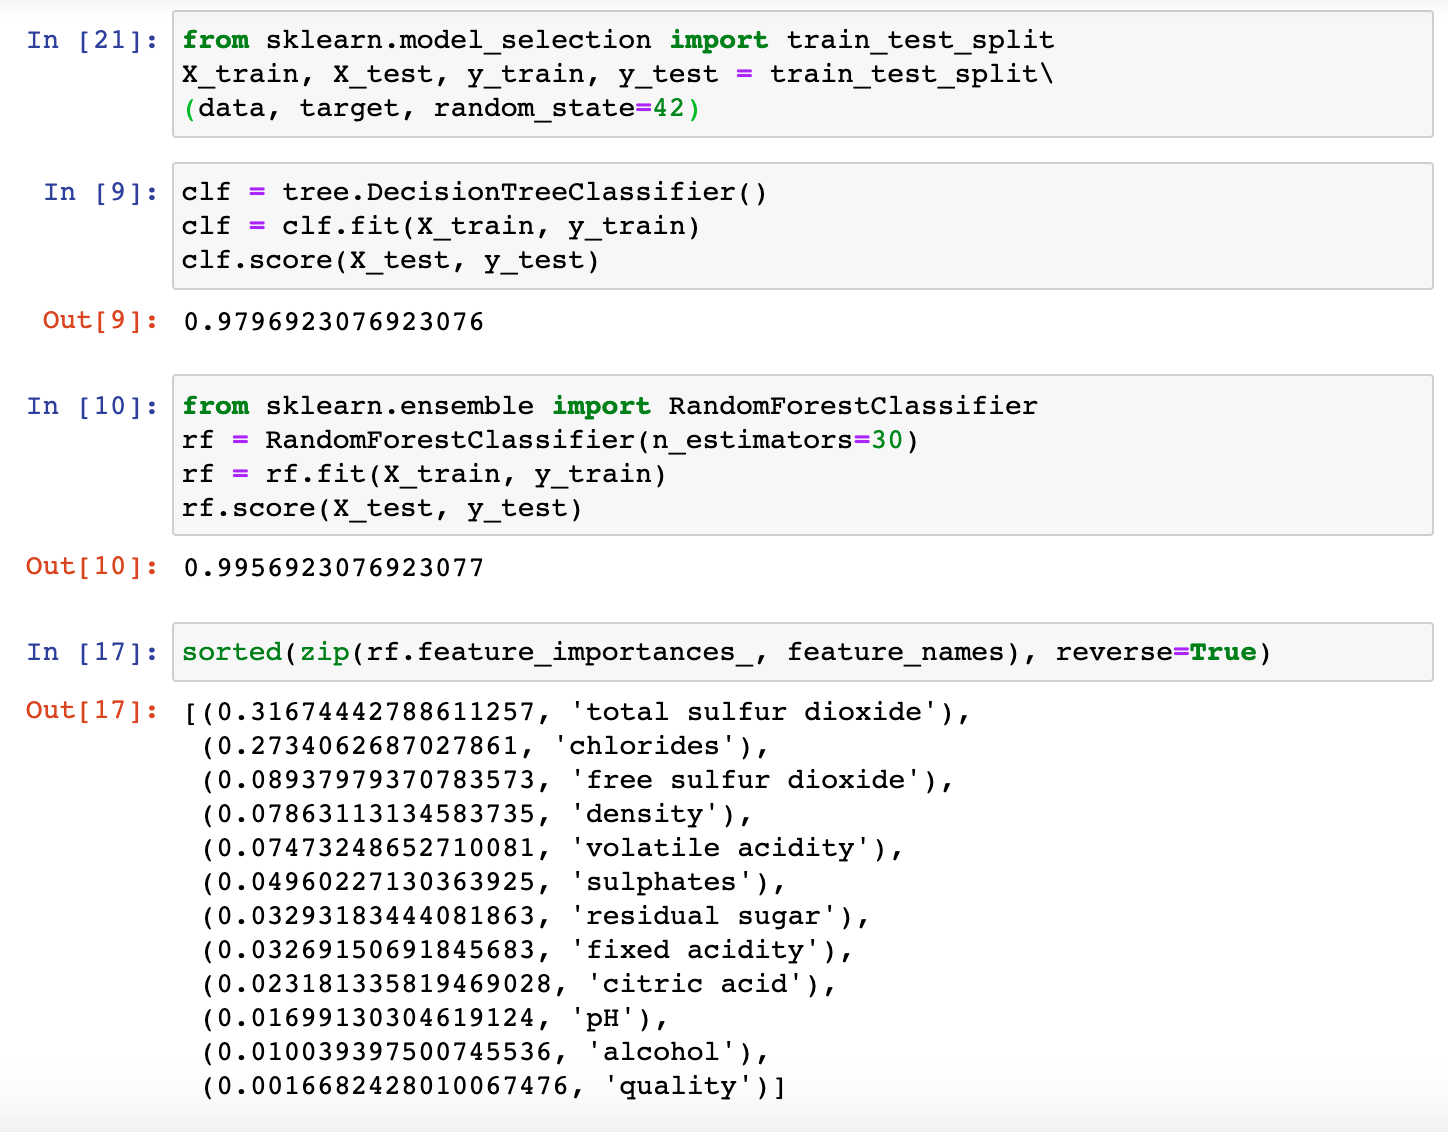 In [21]: from sklearn.model_selection import train_test_split
X_train, X_test, y_train, y_test = train_test_split\
(data, target, random_state=42)
In [9]: clf = tree.DecisionTreeClassifier()
clf = clf.fit(X_train, y_train)
clf.score(X_test, y_test)
Out[9]: 0.9796923076923076
In [10]: from sklearn.ensemble import RandomForestClassifier
rf = RandomForestClassifier(n_estimators=30)
rf = rf.fit(X_train, y_train)
rf.score(X_test, y_test)
Out[10]: 0.9956923076923077
In [17]: sorted(zip(rf.feature_importances_, feature_names), reverse=True)
Out[17]: [(0.31674442788611257, 'total sulfur dioxide'),
(0.2734062687027861, 'chlorides'),
(0.08937979370783573, 'free sulfur dioxide'),
(0.07863113134583735, 'density'),
(0.07473248652710081, 'volatile acidity'),
(0.04960227130363925, 'sulphates'),
(0.03293183444081863, 'residual sugar'),
(0.03269150691845683, 'fixed acidity'),
(0.023181335819469028, 'citric acid'),
(0.01699130304619124, 'pH'),
(0.010039397500745536, 'alcohol'),
(0.0016682428010067476, 'quality')]